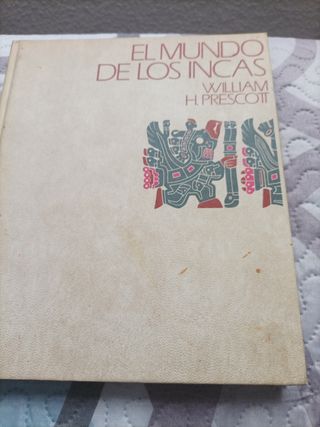 EL MUNDO
DE LOS INCAS
WILLIAM
H. PRESCOTT